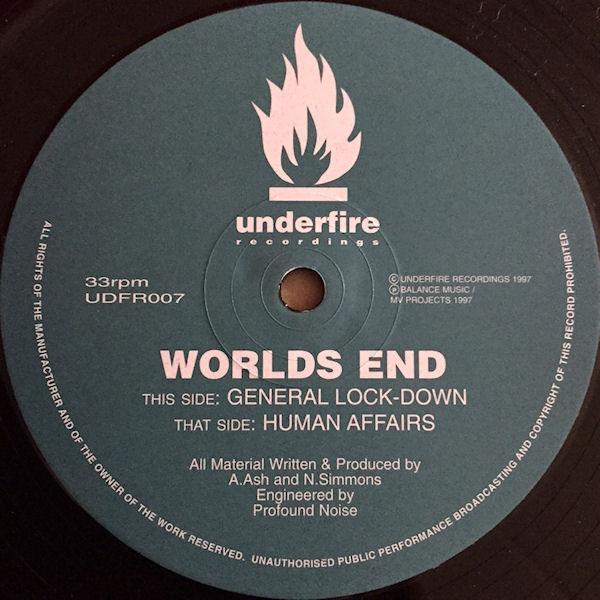 underfire
recordings
33rpm
UDFR007
©UNDERFIRE RECORDINGS 1997
℗BALANCE MUSIC /
MV PROJECTS 1997
WORLDS END
THIS SIDE: GENERAL LOCK-DOWN
THAT SIDE: HUMAN AFFAIRS
All Material Written & Produced by
A.Ash and N.Simmons
Engineered by
Profound Noise
ALL RIGHTS OF THE MANUFACTURER AND OF THE OWNER OF THE WORK RESERVED. UNAUTHORISED PUBLIC PERFORMANCE BROADCASTING AND COPYRIGHT OF THIS RECORD PROHIBITED.